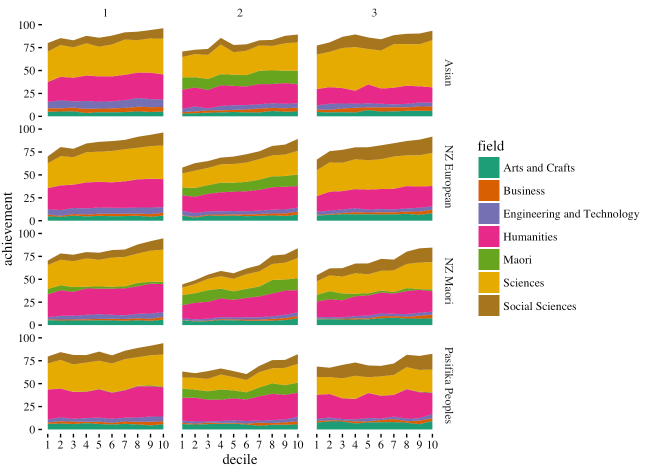 1 2 3
100
75
50
25
0
Asian
100
75
50
25
0
NZ European
100
75
50
25
0
NZ Maori
100
75
50
25
0
Pasifika Peoples
1 2 3 4 5 6 7 8 9 10 1 2 3 4 5 6 7 8 9 10 1 2 3 4 5 6 7 8 9 10
decile
achievement
field
Arts and Crafts
Business
Engineering and Technology
Humanities
Maori
Sciences
Social Sciences